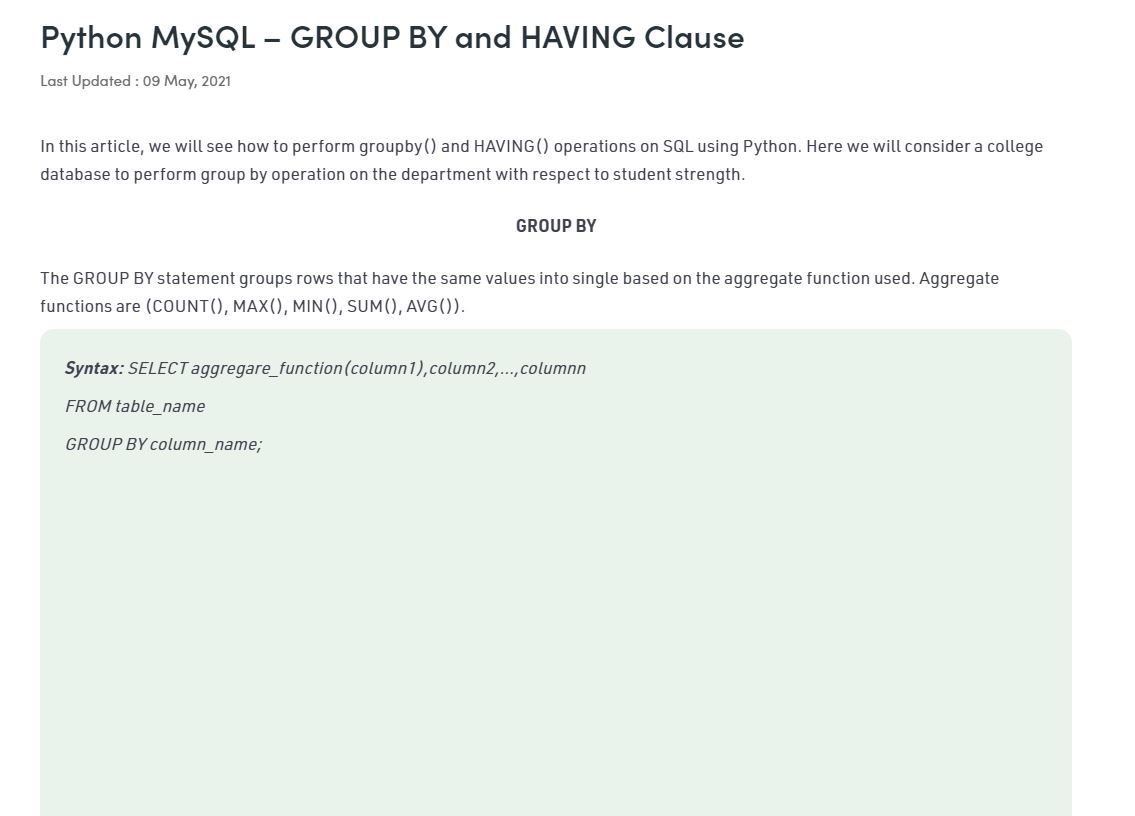 Python MySQL – GROUP BY and HAVING Clause
Last Updated : 09 May, 2021
In this article, we will see how to perform groupby() and HAVING() operations on SQL using Python. Here we will consider a college
database to perform group by operation on the department with respect to student strength.
GROUP BY
The GROUP BY statement groups rows that have the same values into single based on the aggregate function used. Aggregate
functions are (COUNT(), MAX(), MIN(), SUM(), AVG()).
Syntax: SELECT aggregare_function(column1),column2,...,columnn
FROM table_name
GROUP BY column_name;